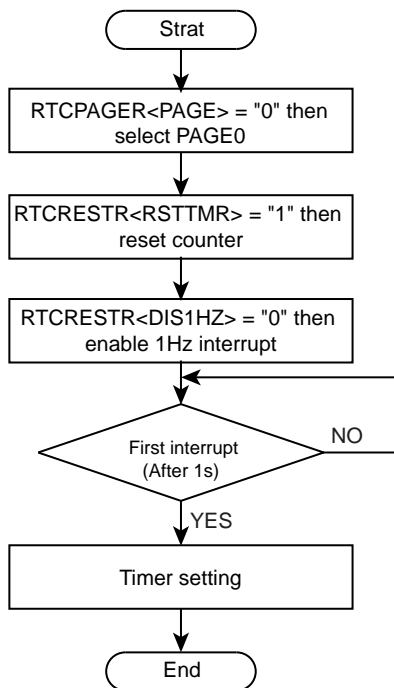 Strat
RTCPAGER<PAGE> = "0" then
select PAGE0
RTCRESTR<RSTTMR> = "1" then
reset counter
RTCRESTR<DIS1HZ> = "0" then
enable 1Hz interrupt
First interrupt
(After 1s)
NO
YES
Timer setting
End